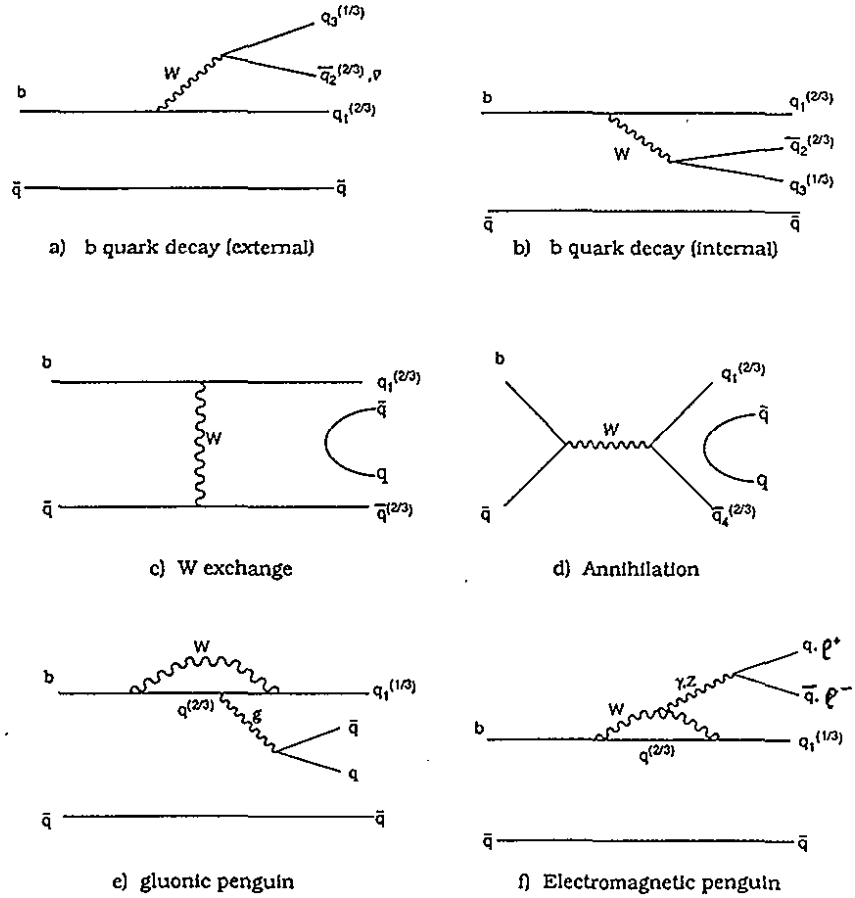 q₃⁽¹/³⁾
W
q̄₂⁽²/³⁾, ν̄
b
q₁⁽²/³⁾
q̄
q̄
a) b quark decay (external)
b
q₁⁽²/³⁾
q̄₂⁽²/³⁾
W
q₃⁽¹/³⁾
q̄
q̄
b) b quark decay (internal)
b
q₁⁽²/³⁾
q̄
W
q
q̄
q̄⁽²/³⁾
c) W exchange
b
q₁⁽²/³⁾
q̄
W
q
q̄
q̄₄⁽²/³⁾
d) Annihilation
W
b
q₁⁽¹/³⁾
q⁽²/³⁾
g
q̄
q
q̄
q̄
e) gluonic penguin
q, ℓ⁺
γ,Z
q̄, ℓ⁻
W
b
q₁⁽¹/³⁾
q⁽²/³⁾
q̄
q̄
f) Electromagnetic penguin